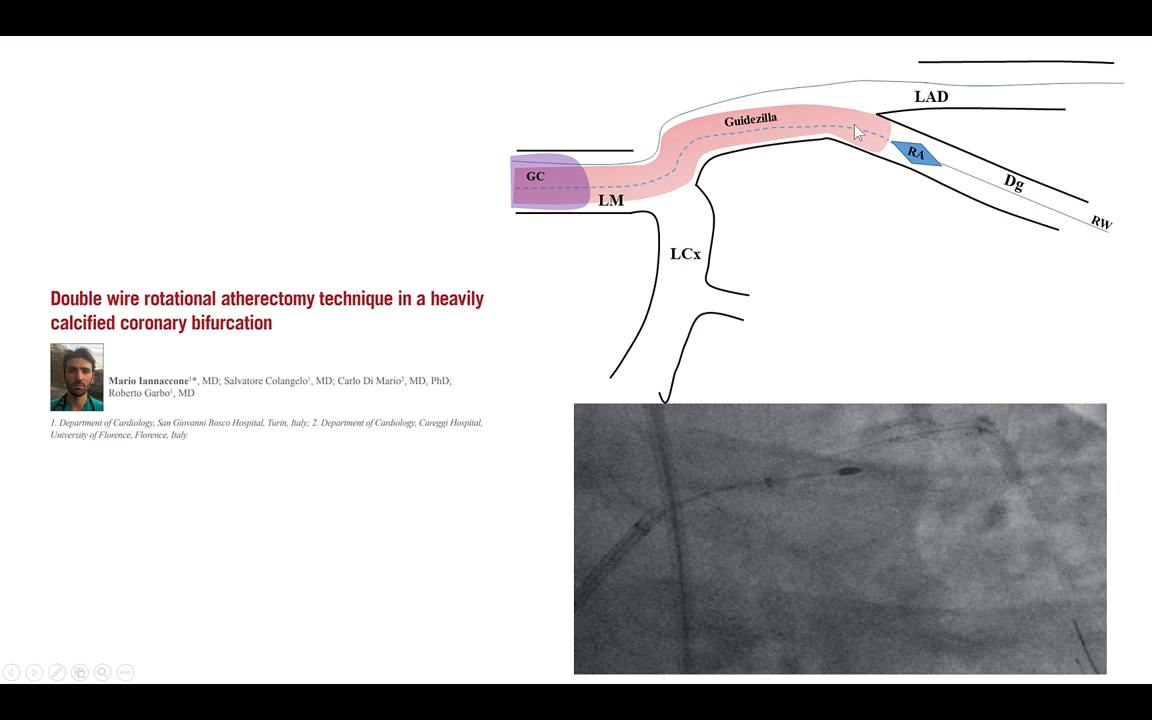 Double wire rotational atherectomy technique in a heavily
calcified coronary bifurcation
Mario Iannaccone¹*, MD; Salvatore Colangelo¹, MD; Carlo Di Mario², MD, PhD;
Roberto Garbo¹, MD
1. Department of Cardiology, San Giovanni Bosco Hospital, Turin, Italy; 2. Department of Cardiology, Careggi Hospital,
University of Florence, Florence, Italy
LAD
Guidezilla
RA
GC
Dg
LM
RW
LCx